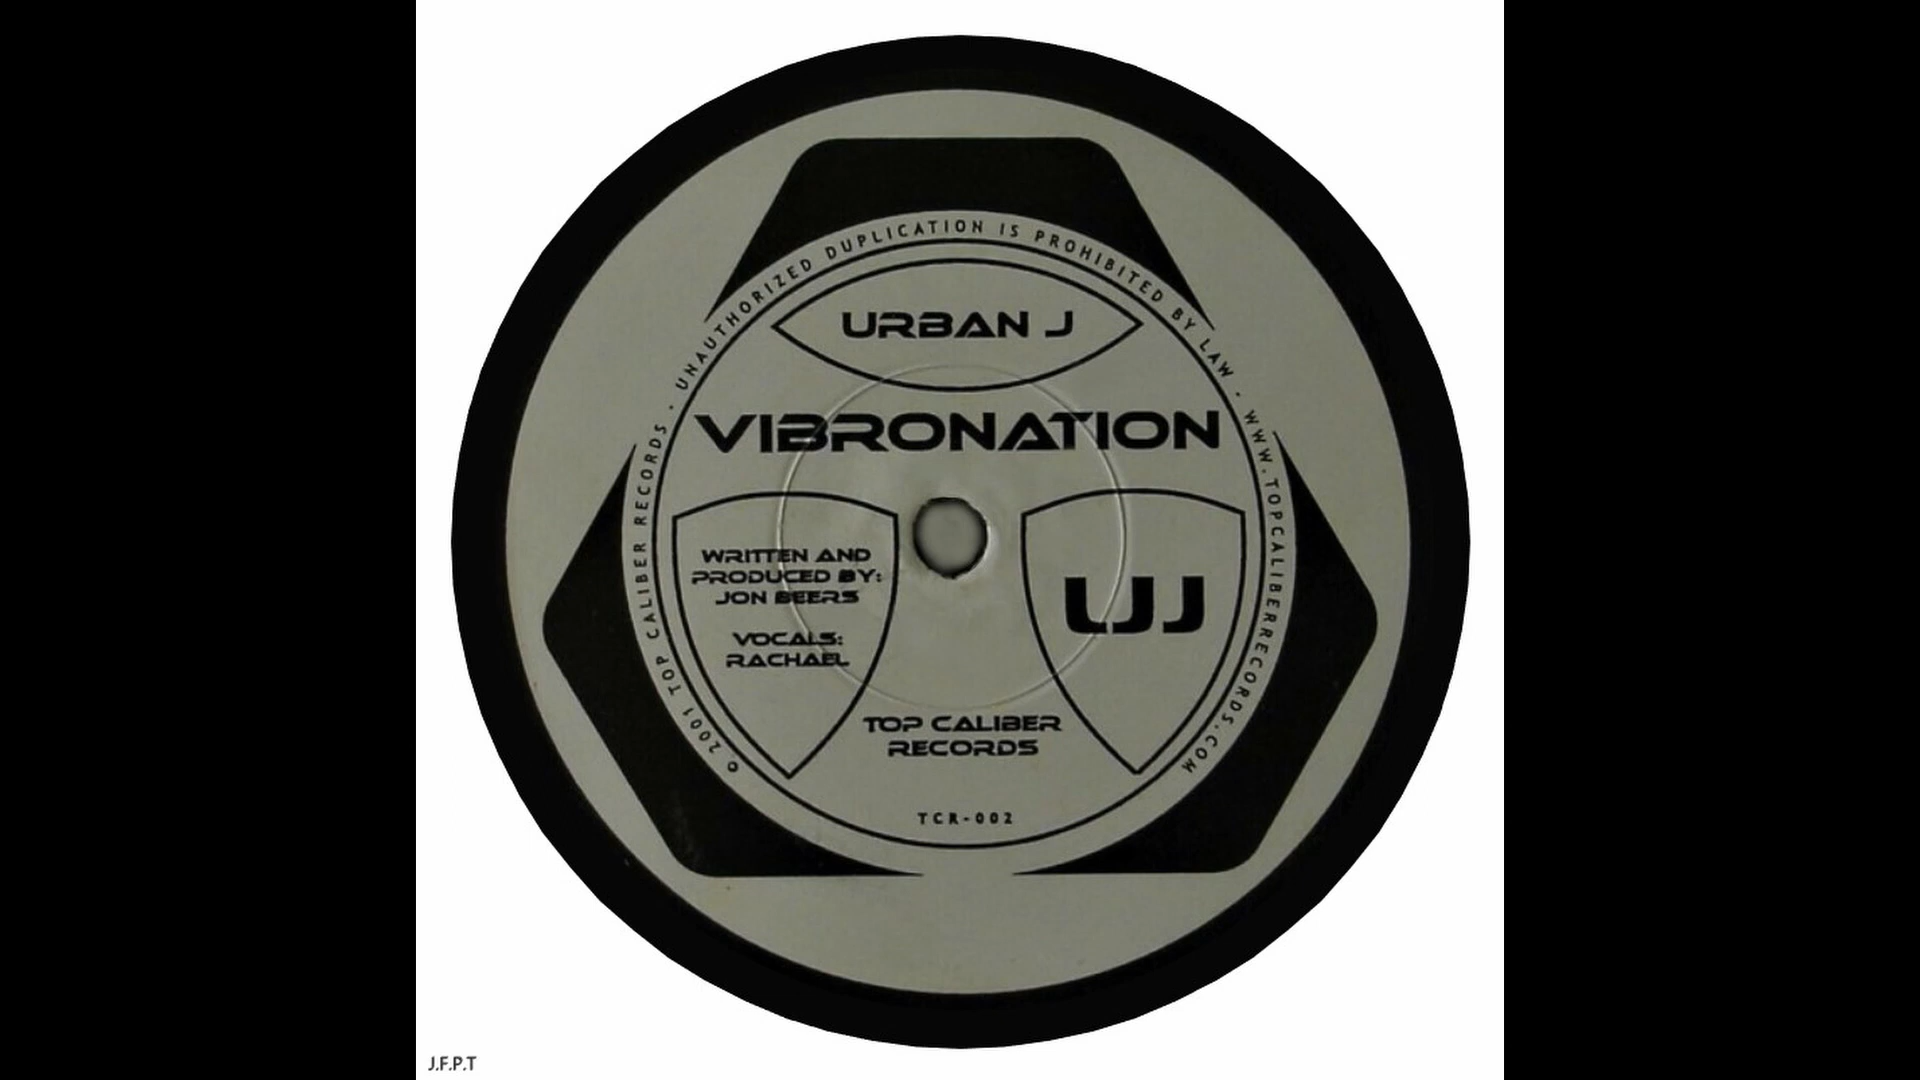 © 2001 TOP CALIBER RECORDS · UNAUTHORIZED DUPLICATION IS PROHIBITED BY LAW · WWW.TOPCALIBERRECORDS.COM
URBAN J
VIBRONATION
WRITTEN AND
PRODUCED BY:
JON BEERS
VOCALS:
RACHAEL
UJ
TOP CALIBER
RECORDS
TCR-002
J.F.P.T